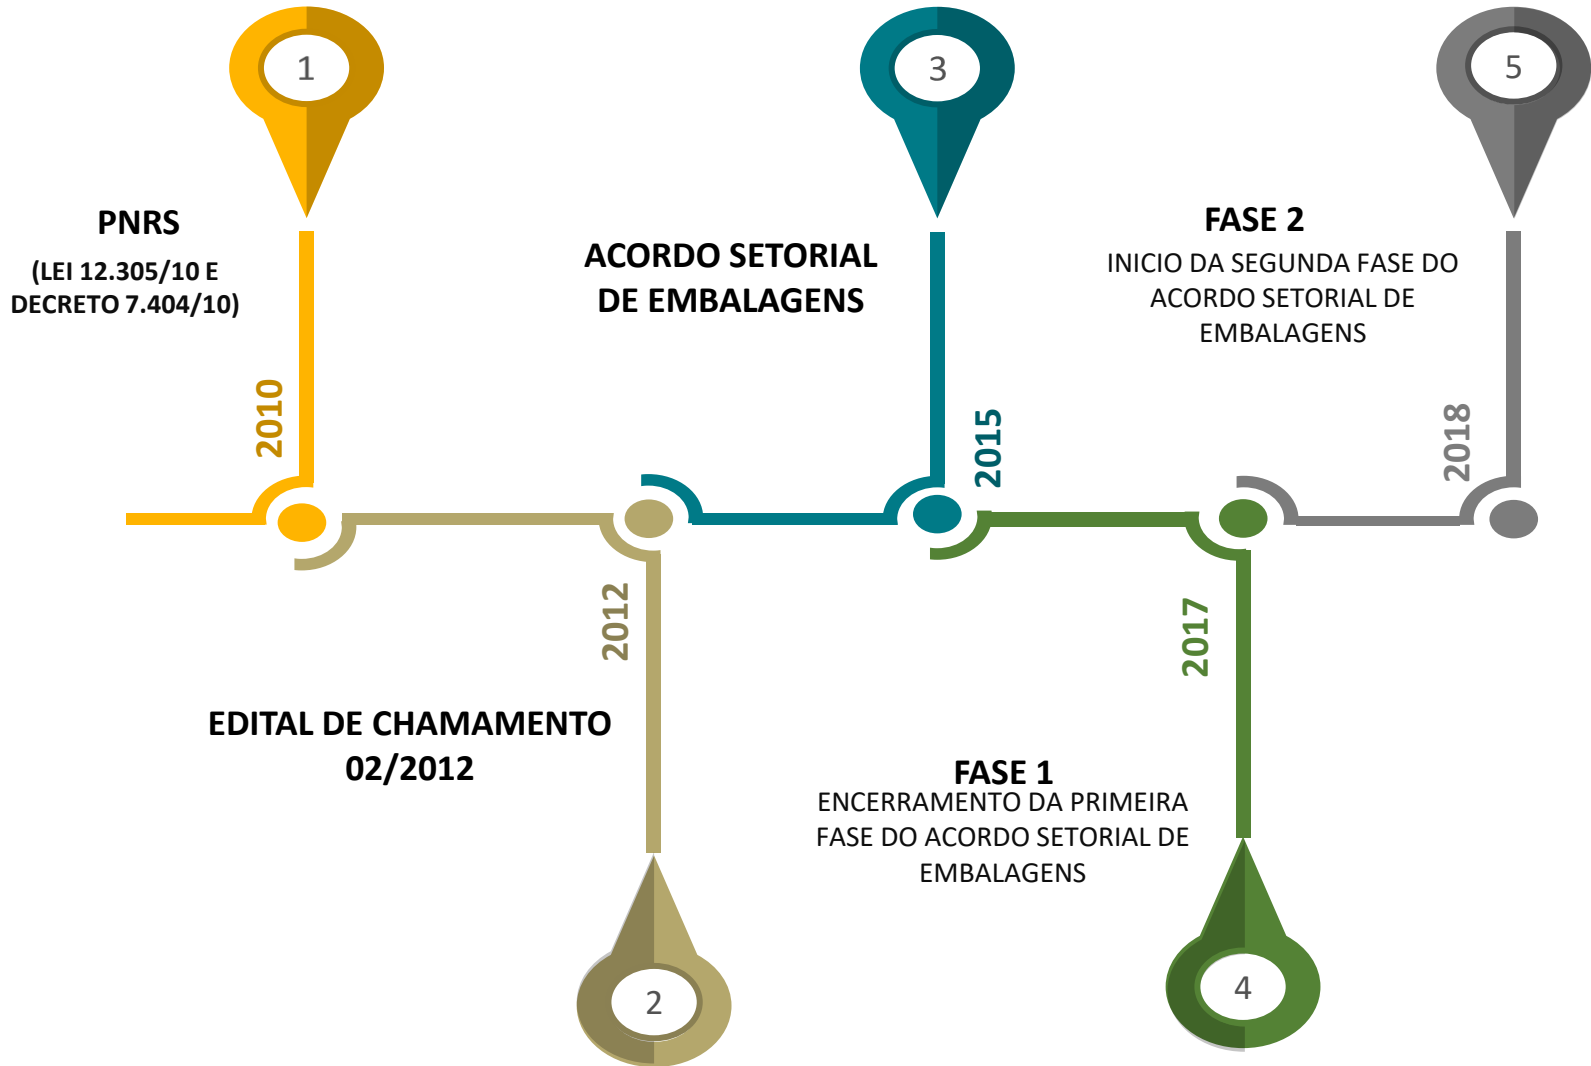 1
PNRS
(LEI 12.305/10 E
DECRETO 7.404/10)
2010
2012
EDITAL DE CHAMAMENTO
02/2012
2
3
ACORDO SETORIAL
DE EMBALAGENS
2015
FASE 1
ENCERRAMENTO DA PRIMEIRA
FASE DO ACORDO SETORIAL DE
EMBALAGENS
2017
4
5
FASE 2
INICIO DA SEGUNDA FASE DO
ACORDO SETORIAL DE
EMBALAGENS
2018